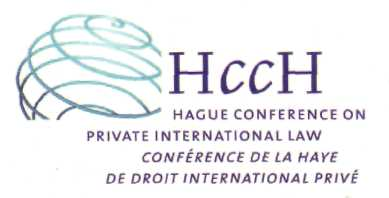 HccH
HAGUE CONFERENCE ON
PRIVATE INTERNATIONAL LAW
CONFÉRENCE DE LA HAYE
DE DROIT INTERNATIONAL PRIVÉ